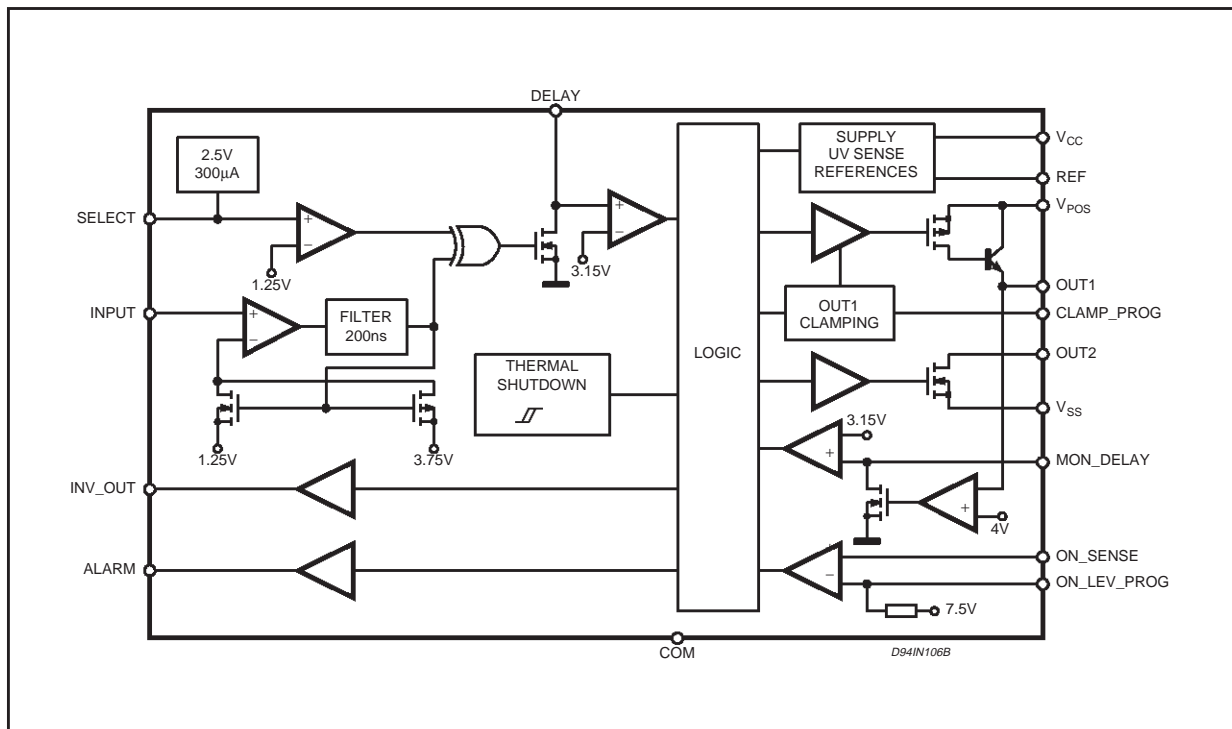 DELAY
2.5V
300μA
SUPPLY
UV SENSE
REFERENCES
VCC
REF
SELECT
+
−
1.25V
+
−
3.15V
VPOS
INPUT
+
−
FILTER
200ns
OUT1
CLAMPING
OUT1
CLAMP_PROG
THERMAL
SHUTDOWN
LOGIC
OUT2
VSS
1.25V
3.75V
3.15V
+
MON_DELAY
INV_OUT
+
4V
ALARM
−
ON_SENSE
ON_LEV_PROG
7.5V
COM
D94IN106B